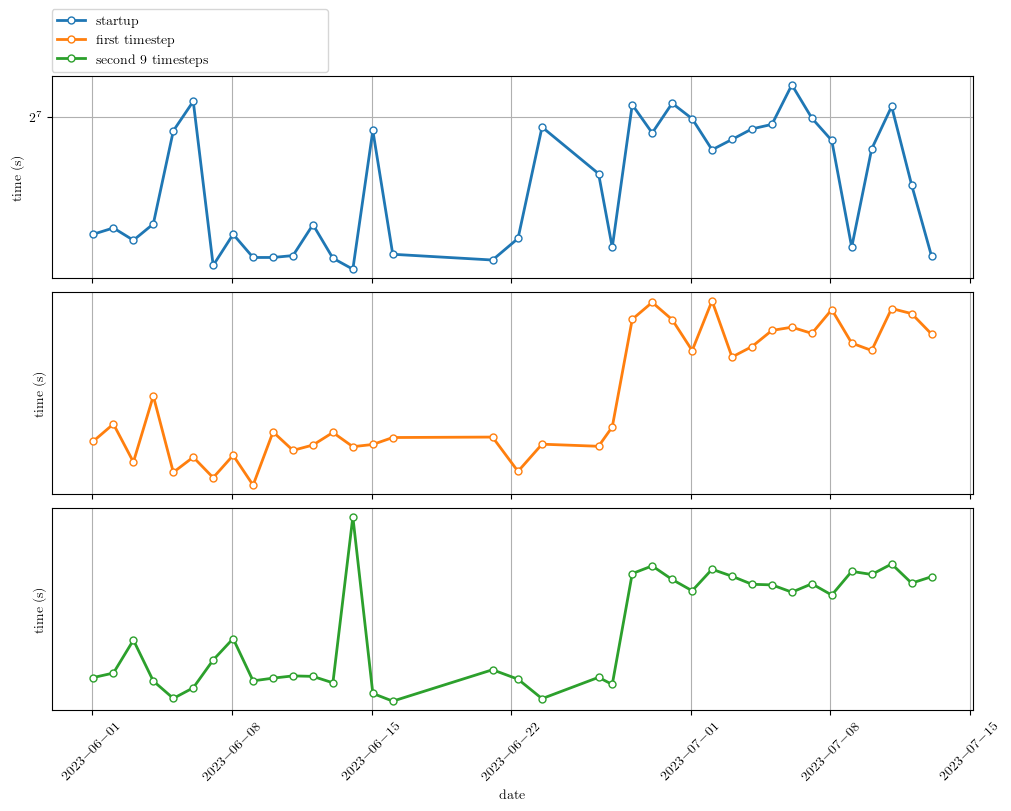 startup
first timestep
second 9 timesteps
2^7
time (s)
time (s)
time (s)
2023−06−01
2023−06−08
2023−06−15
2023−06−22
2023−07−01
2023−07−08
2023−07−15
date